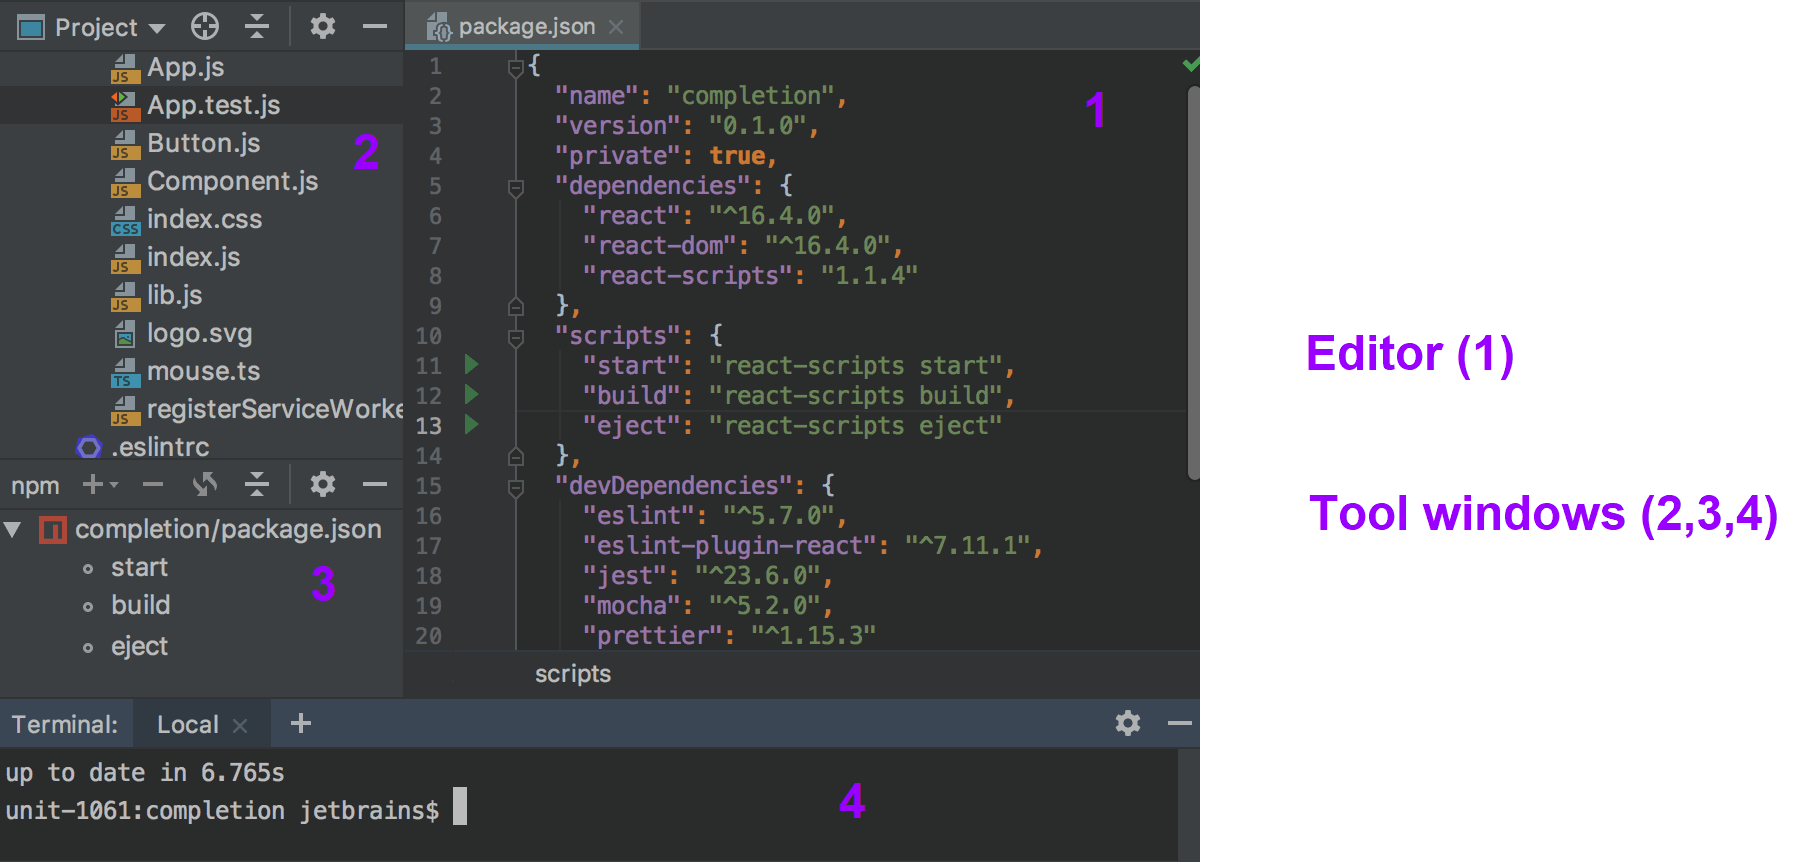 Project
App.js
App.test.js
Button.js
Component.js
index.css
index.js
lib.js
logo.svg
mouse.ts
.eslintrc
2
npm
completion/package.json
start
build
eject
3
package.json
1 {
2 "name": "completion",
3 "version": "0.1.0",
4 "private": true,
5 "dependencies": {
6 "react": "^16.4.0",
7 "react-dom": "^16.4.0",
8 "react-scripts": "1.1.4"
9 },
10 "scripts": {
11 "start": "react-scripts start",
12 "build": "react-scripts build",
13 "eject": "react-scripts eject"
14 },
15 "devDependencies": {
16 "eslint": "^5.7.0",
17 "eslint-plugin-react": "^7.11.1",
18 "jest": "^23.6.0",
19 "mocha": "^5.2.0",
20 "prettier": "^1.15.3"
1
scripts
Terminal: Local
up to date in 6.765s
unit-1061:completion jetbrains$
4
Editor (1)
Tool windows (2,3,4)